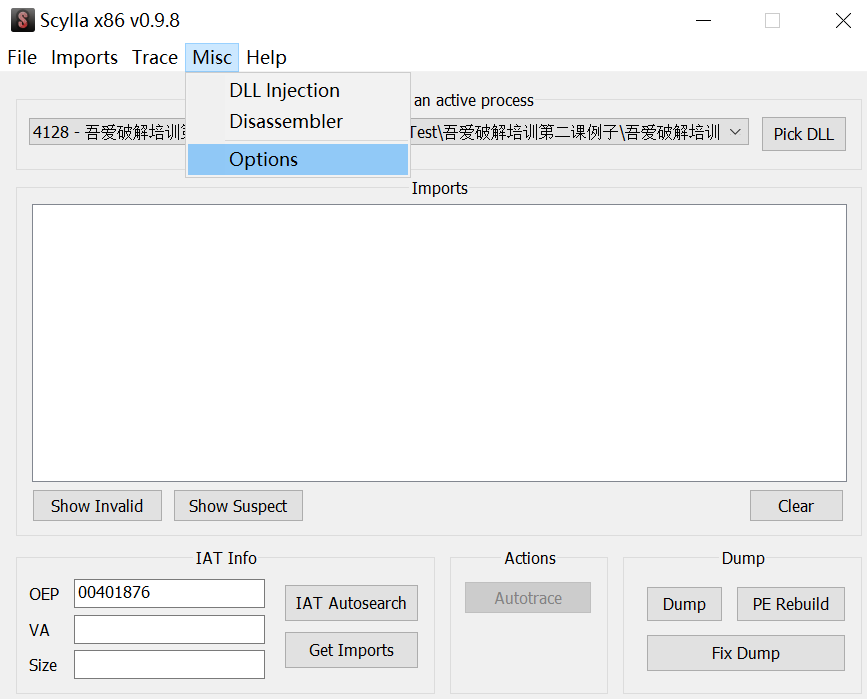 Scylla x86 v0.9.8
File Imports Trace Misc Help
DLL Injection
Disassembler
Options
an active process
4128 - 吾爱破解培训 Test\吾爱破解培训第二课例子\吾爱破解培训
Pick DLL
Imports
Show Invalid
Show Suspect
Clear
IAT Info
OEP 00401876
VA
Size
IAT Autosearch
Get Imports
Actions
Autotrace
Dump
Dump
PE Rebuild
Fix Dump